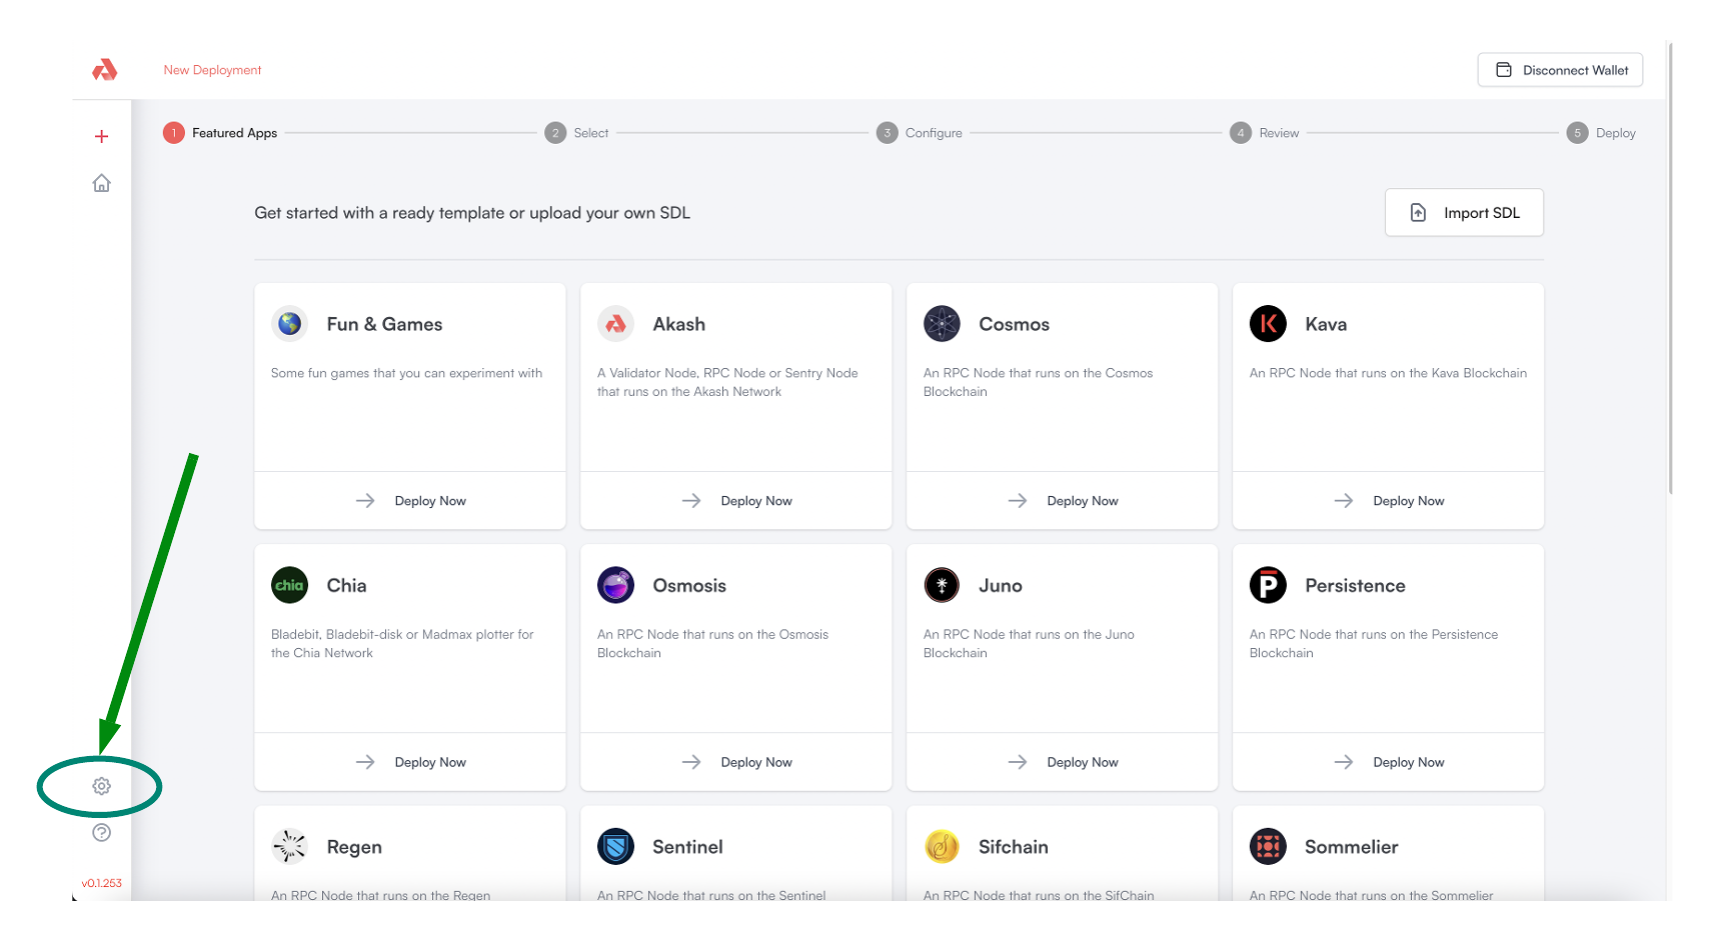 New Deployment
Disconnect Wallet
1 Featured Apps
2 Select
3 Configure
4 Review
5 Deploy
Get started with a ready template or upload your own SDL
Import SDL
Fun & Games
Some fun games that you can experiment with
Deploy Now
Akash
A Validator Node, RPC Node or Sentry Node
that runs on the Akash Network
Deploy Now
Cosmos
An RPC Node that runs on the Cosmos
Blockchain
Deploy Now
Kava
An RPC Node that runs on the Kava Blockchain
Deploy Now
chia
Chia
Bladebit, Bladebit-disk or Madmax plotter for
the Chia Network
Deploy Now
Osmosis
An RPC Node that runs on the Osmosis
Blockchain
Deploy Now
Juno
An RPC Node that runs on the Juno
Blockchain
Deploy Now
Persistence
An RPC Node that runs on the Persistence
Blockchain
Deploy Now
Regen
An RPC Node that runs on the Regen
Sentinel
An RPC Node that runs on the Sentinel
Sifchain
An RPC Node that runs on the SifChain
Sommelier
An RPC Node that runs on the Sommelier
v0.1.253